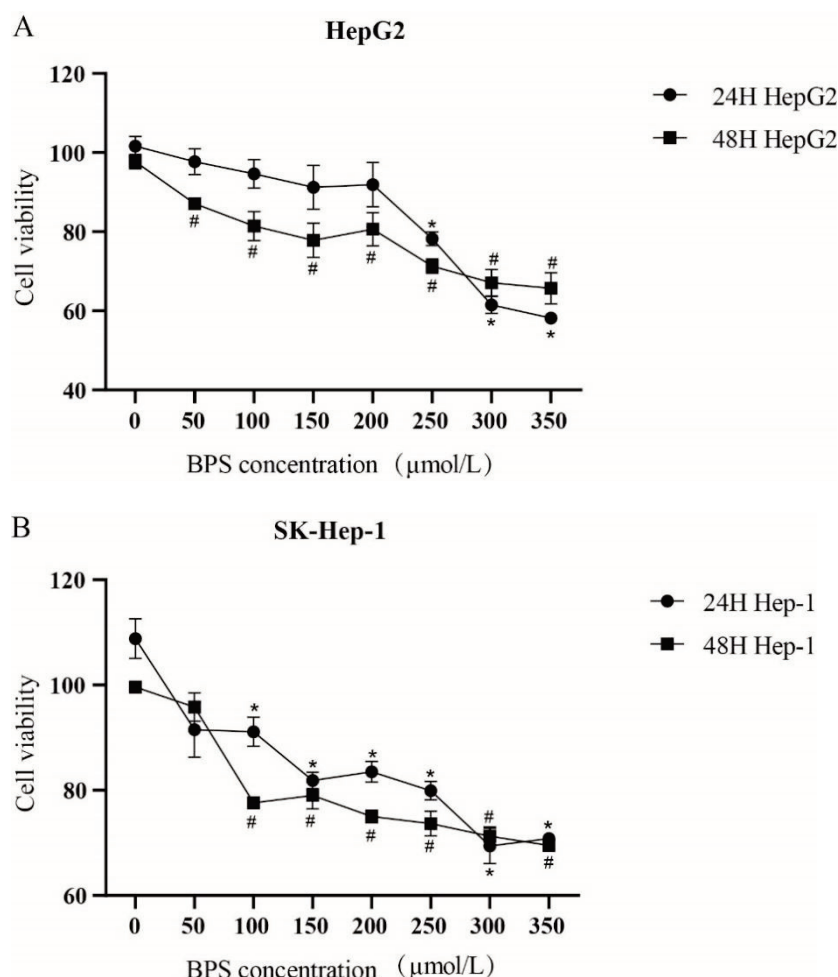 A
HepG2
120
100
80
60
40
Cell viability
0 50 100 150 200 250 300 350
BPS concentration（μmol/L）
24H HepG2
48H HepG2
*
#
#
#
#
#
#
#
*
*
B
SK-Hep-1
120
100
80
60
Cell viability
0 50 100 150 200 250 300 350
BPS concentration（μmol/L）
24H Hep-1
48H Hep-1
*
*
*
*
#
*
#
#
#
#
*
#